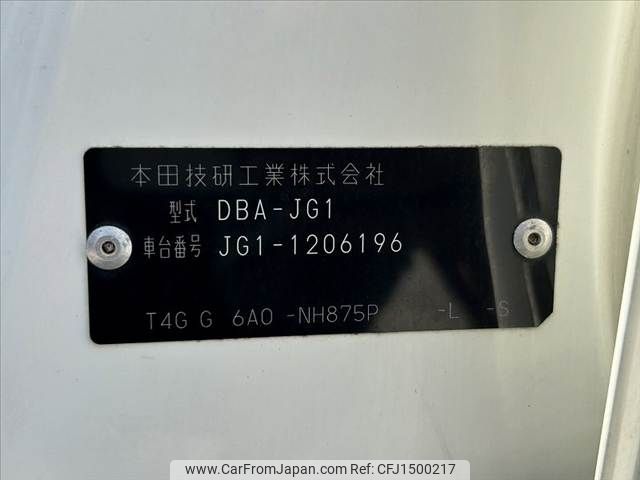 本田技研工業株式会社
型式 DBA-JG1
車台番号 JG1-1206196
T4G G 6A0 -NH875P -L -S
www.CarFromJapan.com CFJ1500217